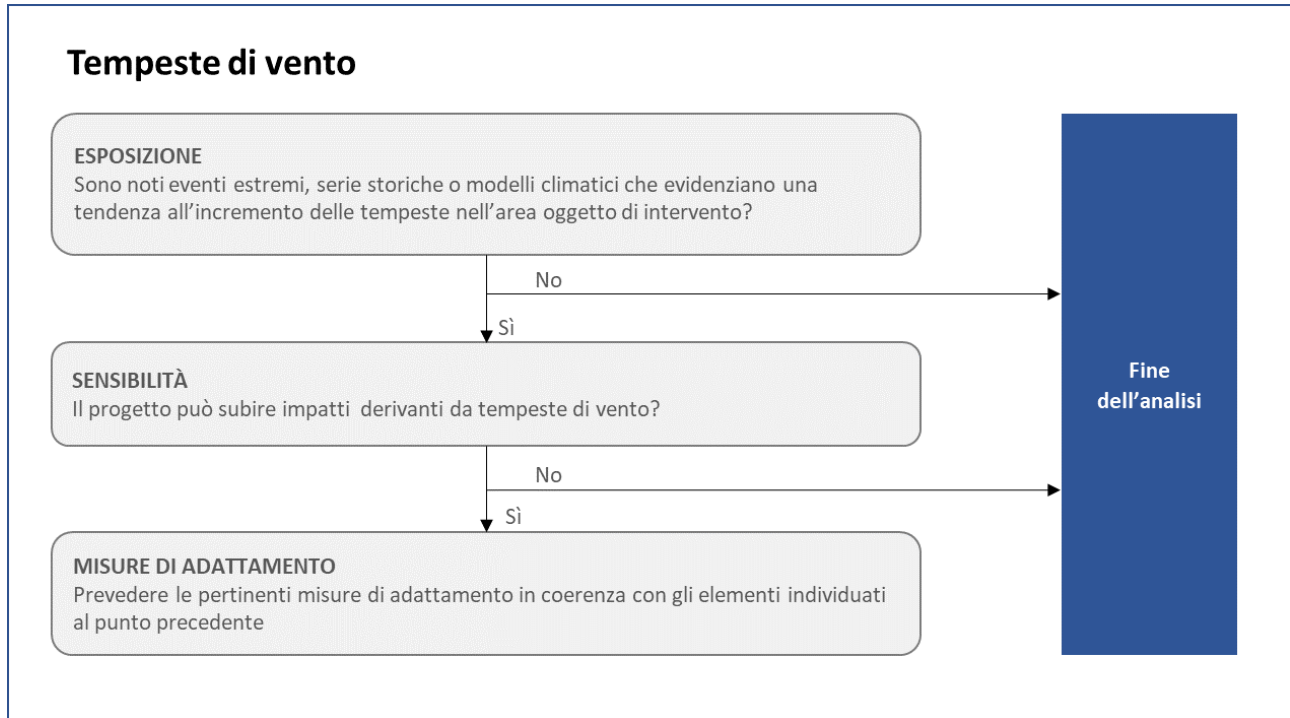 Tempeste di vento
ESPOSIZIONE
Sono noti eventi estremi, serie storiche o modelli climatici che evidenziano una
tendenza all’incremento delle tempeste nell’area oggetto di intervento?
No
Sì
SENSIBILITÀ
Il progetto può subire impatti derivanti da tempeste di vento?
No
Sì
MISURE DI ADATTAMENTO
Prevedere le pertinenti misure di adattamento in coerenza con gli elementi individuati
al punto precedente
Fine
dell’analisi